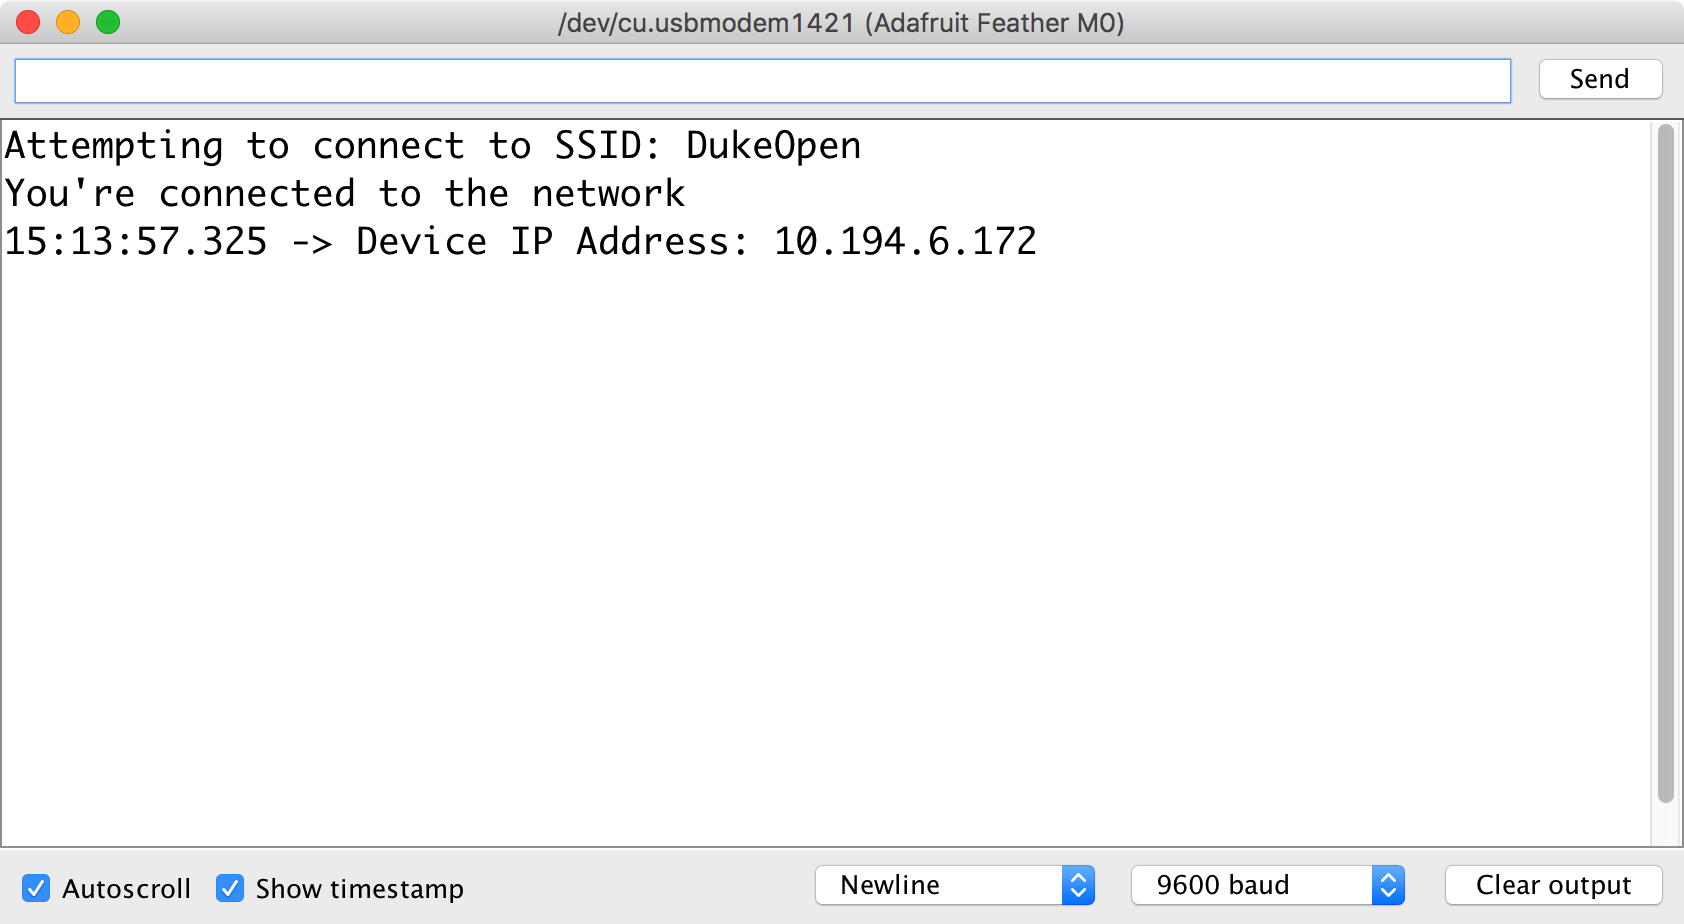 /dev/cu.usbmodem1421 (Adafruit Feather M0)
Send
Attempting to connect to SSID: DukeOpen
You're connected to the network
15:13:57.325 -> Device IP Address: 10.194.6.172
Autoscroll Show timestamp Newline 9600 baud Clear output